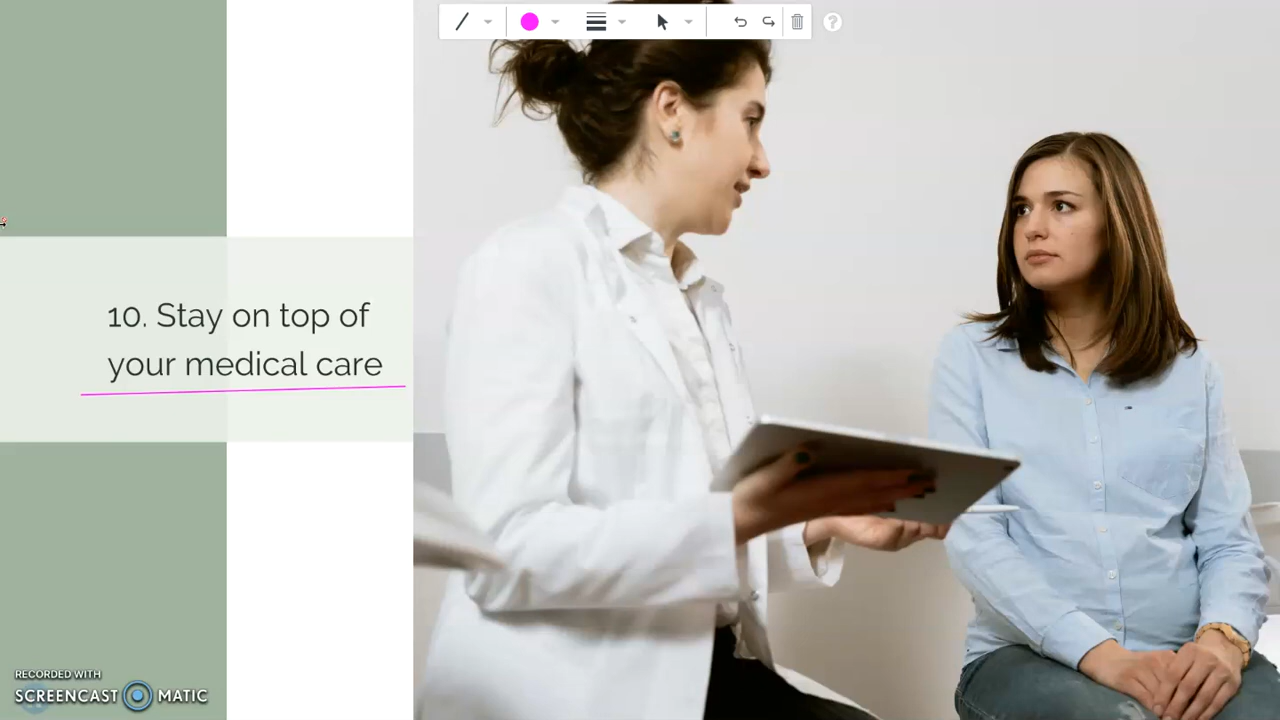 10. Stay on top of
your medical care
RECORDED WITH
SCREENCAST MATIC
?